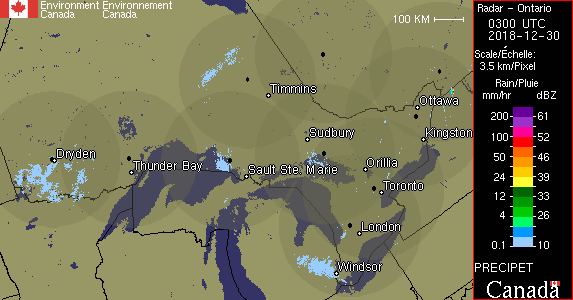 Environment Environnement
Canada Canada
100 KM
Timmins
Ottawa
Sudbury
Kingston
Dryden
Thunder Bay
Sault Ste. Marie
Orillia
Toronto
London
Windsor
Radar – Ontario
0300 UTC
2018-12-30
Scale/Échelle:
3.5 km/Pixel
Rain/Pluie
mm/hr dBZ
200 61
100 52
50 46
24 39
12 33
4 26
0.1 10
PRECIPET
Canada